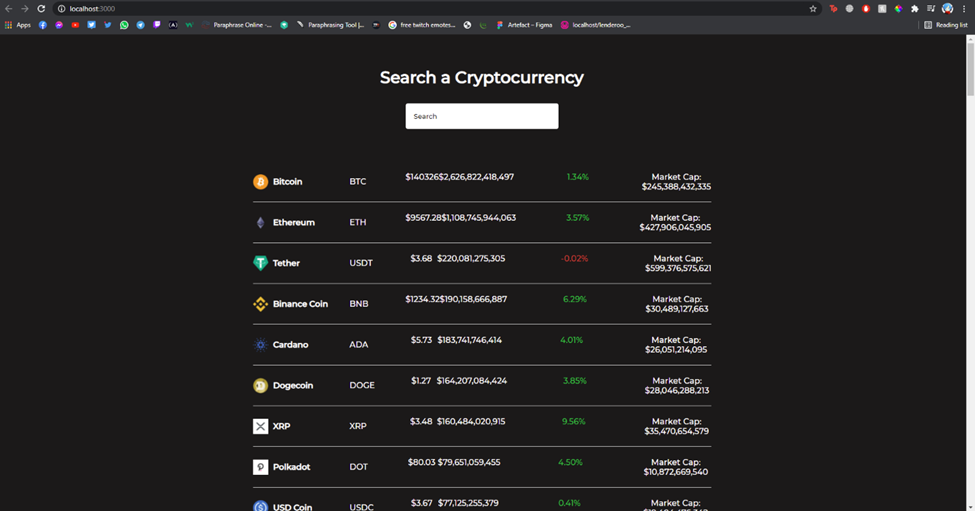 localhost:3000
Apps
Paraphrase Online -...
Paraphrasing Tool |...
free twitch emotes...
Artefact – Figma
localhost/lenderoo_...
Reading list
Search a Cryptocurrency
Search
Bitcoin BTC $140326$2,626,822,418,497 1.34% Market Cap:
$245,388,432,335
Ethereum ETH $9567.28$1,108,745,944,063 3.57% Market Cap:
$427,906,045,905
Tether USDT $3.68 $220,081,275,305 -0.02% Market Cap:
$599,376,575,621
Binance Coin BNB $1234.32$190,158,666,887 6.29% Market Cap:
$30,489,127,663
Cardano ADA $5.73 $183,741,746,414 4.01% Market Cap:
$26,051,214,095
Dogecoin DOGE $1.27 $164,207,084,424 3.85% Market Cap:
$28,046,288,213
XRP XRP $3.48 $160,484,020,915 9.56% Market Cap:
$35,470,654,579
Polkadot DOT $80.03 $79,651,059,455 4.50% Market Cap:
$10,872,669,540
USD Coin USDC $3.67 $77,125,255,379 0.41% Market Cap: